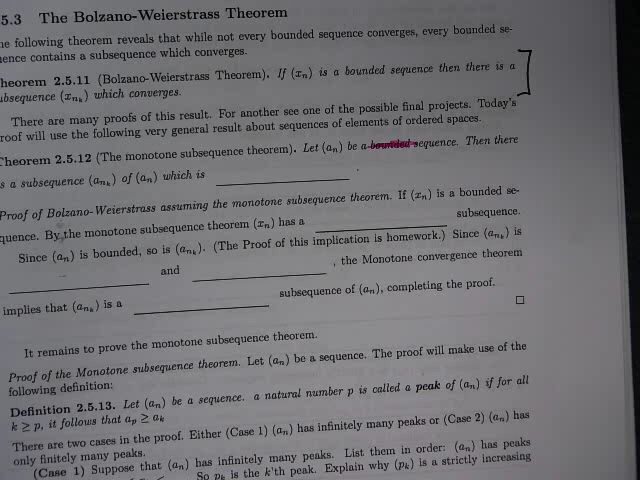 5.3 The Bolzano-Weierstrass Theorem
he following theorem reveals that while not every bounded sequence converges, every bounded se-
uence contains a subsequence which converges.
heorem 2.5.11 (Bolzano-Weierstrass Theorem). If (xₙ) is a bounded sequence then there is a
ubsequence (xₙₖ) which converges.
There are many proofs of this result. For another see one of the possible final projects. Today's
roof will use the following very general result about sequences of elements of ordered spaces.
Theorem 2.5.12 (The monotone subsequence theorem). Let (aₙ) be a bounded sequence. Then there
s a subsequence (aₙₖ) of (aₙ) which is
Proof of Bolzano-Weierstrass assuming the monotone subsequence theorem. If (xₙ) is a bounded se-
quence. By the monotone subsequence theorem (xₙ) has a subsequence.
Since (aₙ) is bounded, so is (aₙₖ). (The Proof of this implication is homework.) Since (aₙₖ) is
and , the Monotone convergence theorem
implies that (aₙₖ) is a subsequence of (aₙ), completing the proof.
□
It remains to prove the monotone subsequence theorem.
Proof of the Monotone subsequence theorem. Let (aₙ) be a sequence. The proof will make use of the
following definition:
Definition 2.5.13. Let (aₙ) be a sequence. a natural number p is called a peak of (aₙ) if for all
k ≥ p, it follows that aₚ ≥ aₖ
There are two cases in the proof. Either (Case 1) (aₙ) has infinitely many peaks or (Case 2) (aₙ) has
only finitely many peaks.
(Case 1) Suppose that (aₙ) has infinitely many peaks. List them in order: (aₙ) has peaks
So pₖ is the k'th peak. Explain why (pₖ) is a strictly increasing